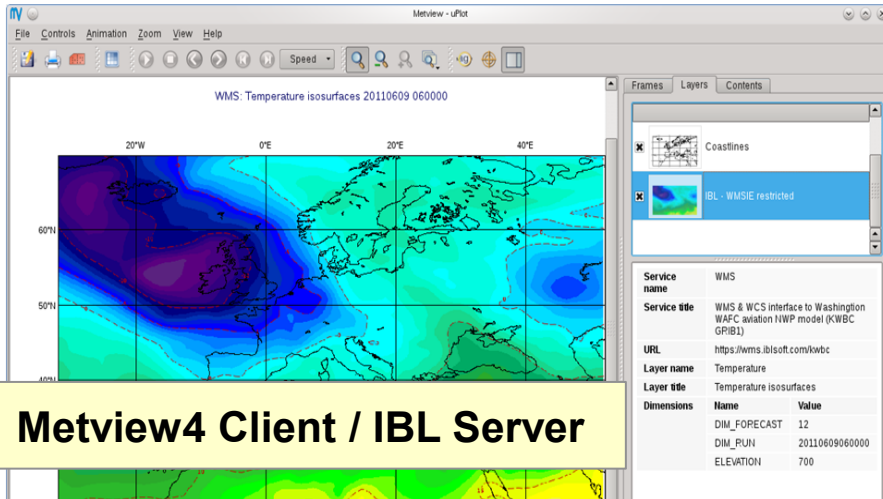 Metview - uPlot
File Controls Animation Zoom View Help
Speed
WMS: Temperature isosurfaces 20110609 060000
20°W 0°E 20°E 40°E
60°N
50°N
40°N
Frames Layers Contents
Coastlines
IBL - WMSIE restricted
Service name WMS
Service title WMS & WCS interface to Washingtion
WAFC aviation NWP model (KWBC
GRIB1)
URL https://wms.iblsoft.com/kwbc
Layer name Temperature
Layer title Temperature isosurfaces
Dimensions Name Value
DIM_FORECAST 12
DIM_RUN 20110609060000
ELEVATION 700
Metview4 Client / IBL Server